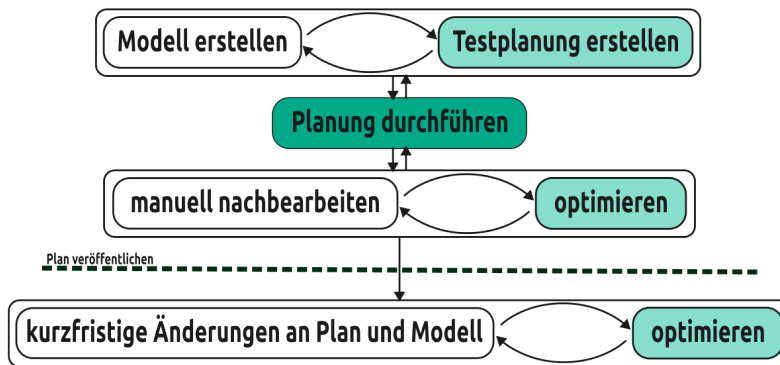 Modell erstellen
Testplanung erstellen
Planung durchführen
manuell nachbearbeiten
optimieren
Plan veröffentlichen
kurzfristige Änderungen an Plan und Modell
optimieren